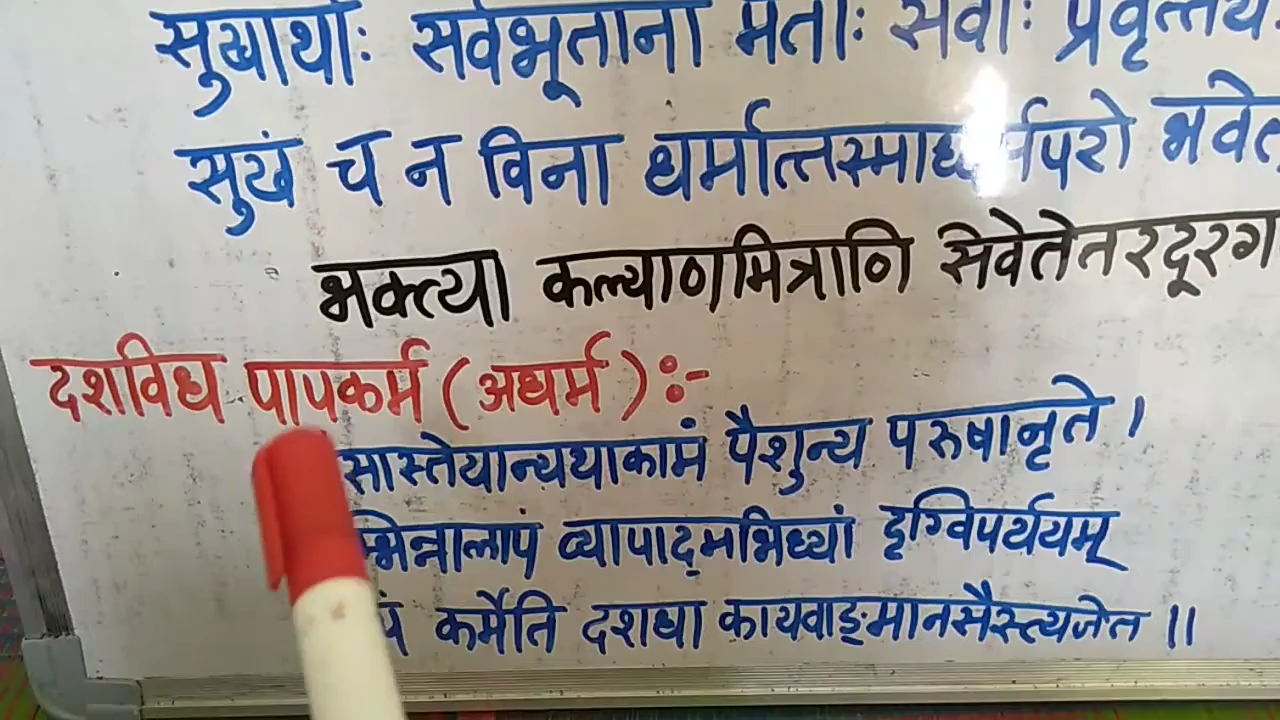 सुखार्थाः सर्वभूतानां मताः सर्वाः प्रवृत्तय
सुखं च न विना धर्मात्तस्माद्धर्मपरो भवेत्
भक्त्या कल्याणमित्राणि सेवेतेतरदूरग
दशविध पापकर्म (अधर्म) :-
सास्तेयान्यथाकामं पैशुन्य परुषानृते ।
म्भिन्नालापं व्यापादमभिध्यां दृग्विपर्ययम्
पं कर्मेति दशधा कायवाङ्मानसैस्त्यजेत ॥